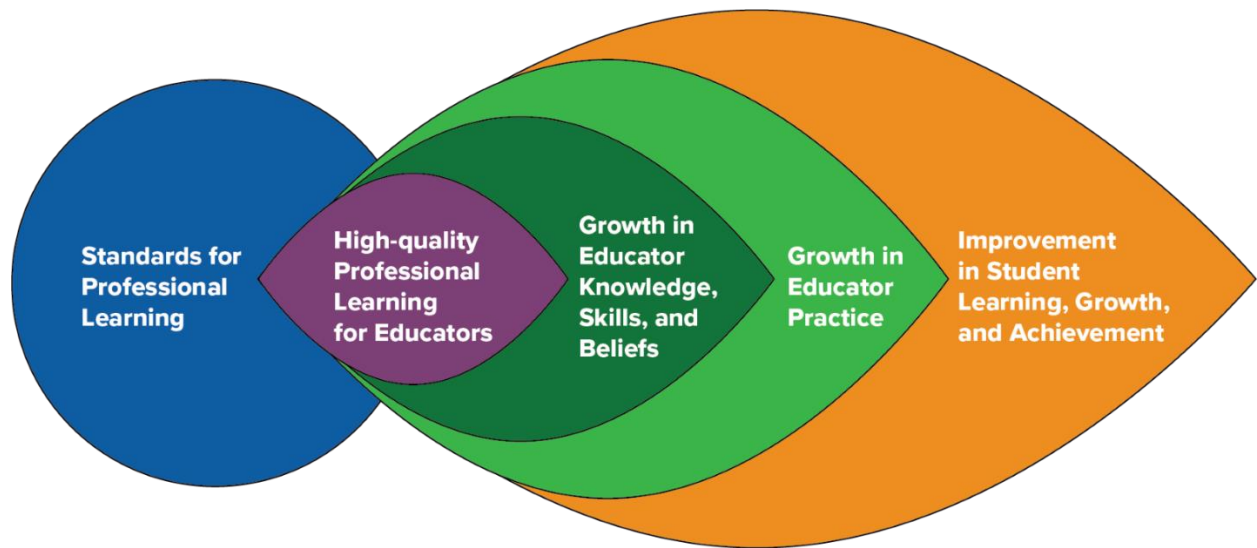 Standards for
Professional
Learning
High-quality
Professional
Learning
for Educators
Growth in
Educator
Knowledge,
Skills, and
Beliefs
Growth in
Educator
Practice
Improvement
in Student
Learning, Growth,
and Achievement